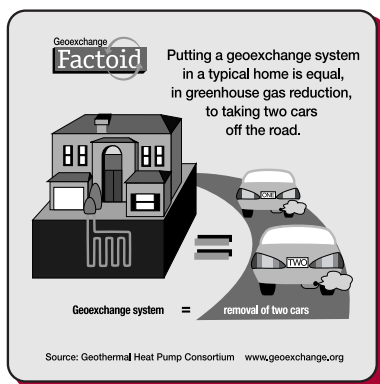 Geoexchange
Factoid
Putting a geoexchange system
in a typical home is equal,
in greenhouse gas reduction,
to taking two cars
off the road.
ONE
TWO
=
Geoexchange system = removal of two cars
Source: Geothermal Heat Pump Consortium www.geoexchange.org